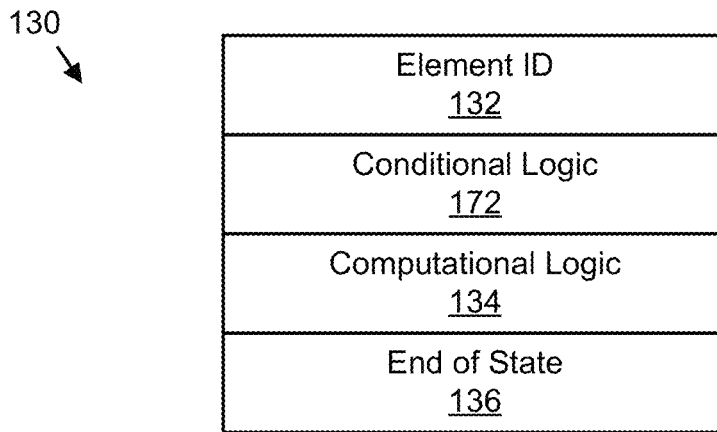 130
Element ID
132
Conditional Logic
172
Computational Logic
134
End of State
136